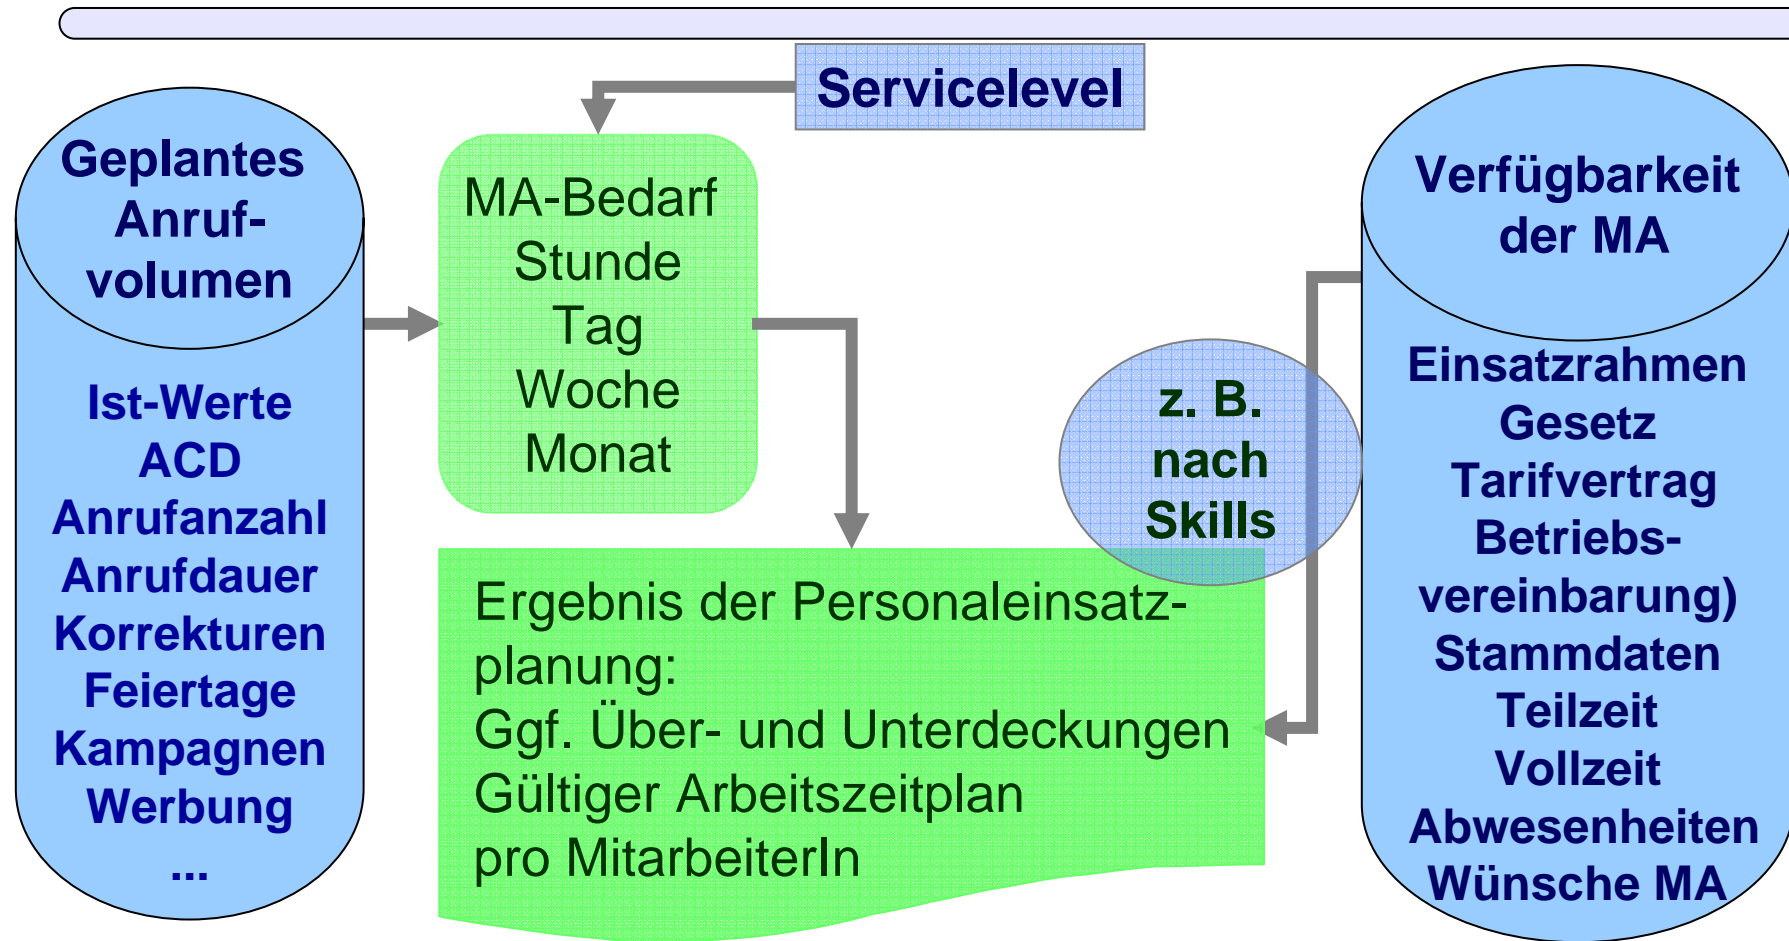 Servicelevel
Geplantes
Anruf-
volumen
Ist-Werte
ACD
Anrufanzahl
Anrufdauer
Korrekturen
Feiertage
Kampagnen
Werbung
...
MA-Bedarf
Stunde
Tag
Woche
Monat
Ergebnis der Personaleinsatz-
planung:
Ggf. Über- und Unterdeckungen
Gültiger Arbeitszeitplan
pro MitarbeiterIn
z. B.
nach
Skills
Verfügbarkeit
der MA
Einsatzrahmen
Gesetz
Tarifvertrag
Betriebs-
vereinbarung)
Stammdaten
Teilzeit
Vollzeit
Abwesenheiten
Wünsche MA